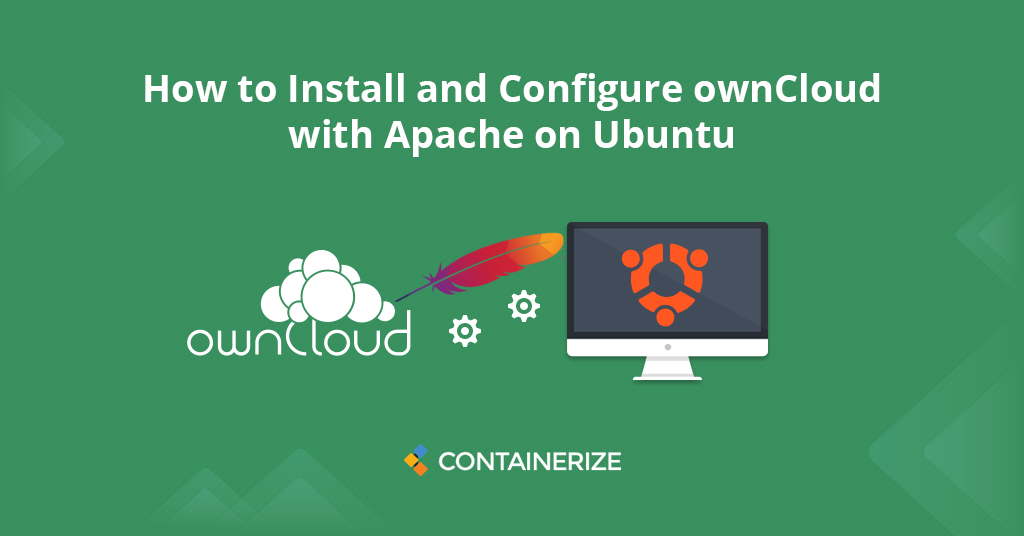 How to Install and Configure ownCloud
with Apache on Ubuntu
ownCloud
CONTAINERIZE